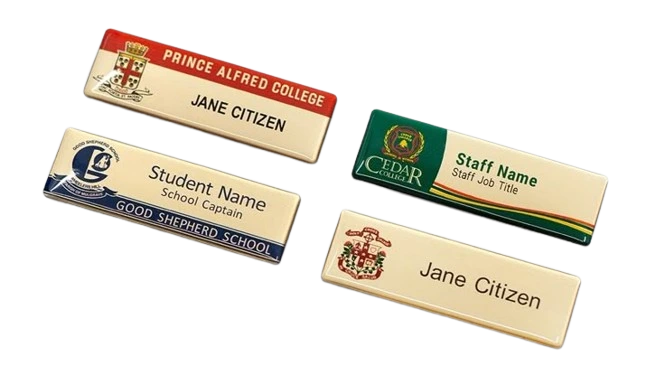 PRINCE ALFRED COLLEGE
JANE CITIZEN
GOOD SHEPHERD SCHOOL
Student Name
School Captain
GOOD SHEPHERD SCHOOL
CEDAR
COLLEGE
Staff Name
Staff Job Title
Jane Citizen